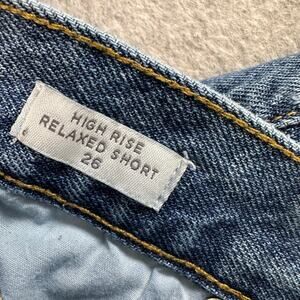 HIGH RISE
RELAXED SHORT
26